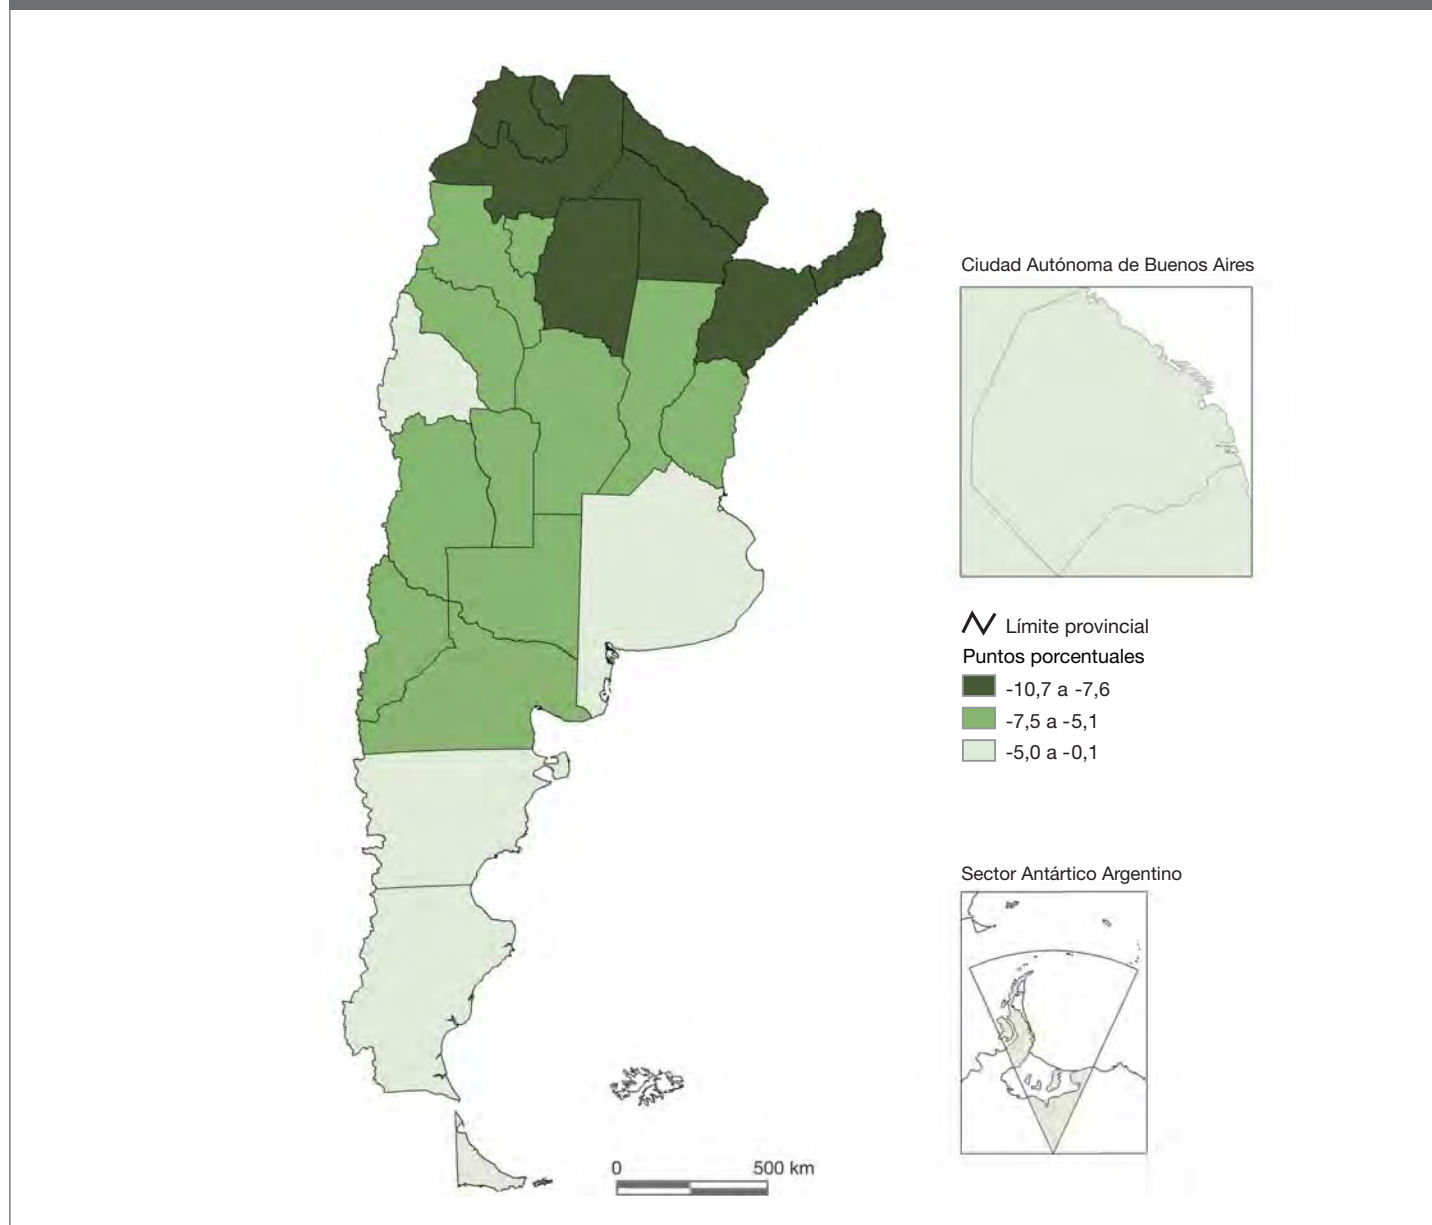 Ciudad Autónoma de Buenos Aires
Límite provincial
Puntos porcentuales
-10,7 a -7,6
-7,5 a -5,1
-5,0 a -0,1
Sector Antártico Argentino
0 500 km